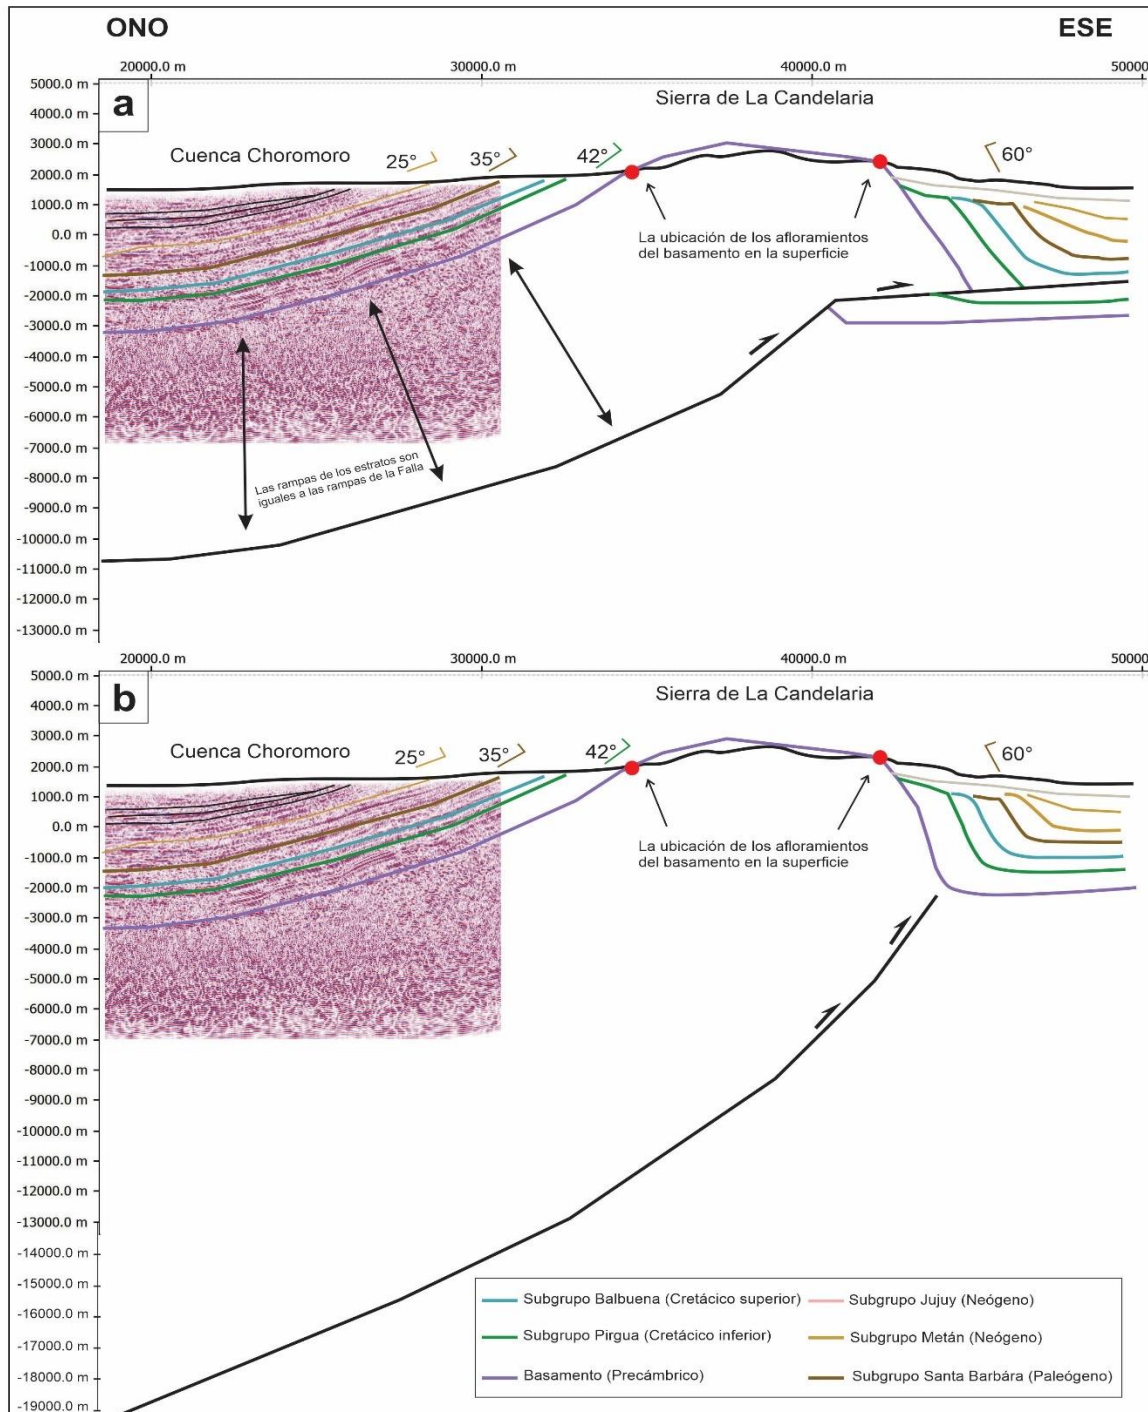 ONO
ESE
20000.0 m
30000.0 m
40000.0 m
50000
5000.0 m
4000.0 m
3000.0 m
2000.0 m
1000.0 m
0.0 m
-1000.0 m
-2000.0 m
-3000.0 m
-4000.0 m
-5000.0 m
-6000.0 m
-7000.0 m
-8000.0 m
-9000.0 m
-10000.0 m
-11000.0 m
-12000.0 m
-13000.0 m
a
Sierra de La Candelaria
Cuenca Choromoro
25°
35°
42°
60°
La ubicación de los afloramientos
del basamento en la superficie
Las rampas de los estratos son
iguales a las rampas de la Falla
20000.0 m
30000.0 m
40000.0 m
50000
5000.0 m
4000.0 m
3000.0 m
2000.0 m
1000.0 m
0.0 m
-1000.0 m
-2000.0 m
-3000.0 m
-4000.0 m
-5000.0 m
-6000.0 m
-7000.0 m
-8000.0 m
-9000.0 m
-10000.0 m
-11000.0 m
-12000.0 m
-13000.0 m
-14000.0 m
-15000.0 m
-16000.0 m
-17000.0 m
-18000.0 m
-19000.0 m
b
Sierra de La Candelaria
Cuenca Choromoro
25°
35°
42°
60°
La ubicación de los afloramientos
del basamento en la superficie
Subgrupo Balbuena (Cretácico superior)
Subgrupo Pirgua (Cretácico inferior)
Basamento (Precámbrico)
Subgrupo Jujuy (Neógeno)
Subgrupo Metán (Neógeno)
Subgrupo Santa Barbára (Paleógeno)